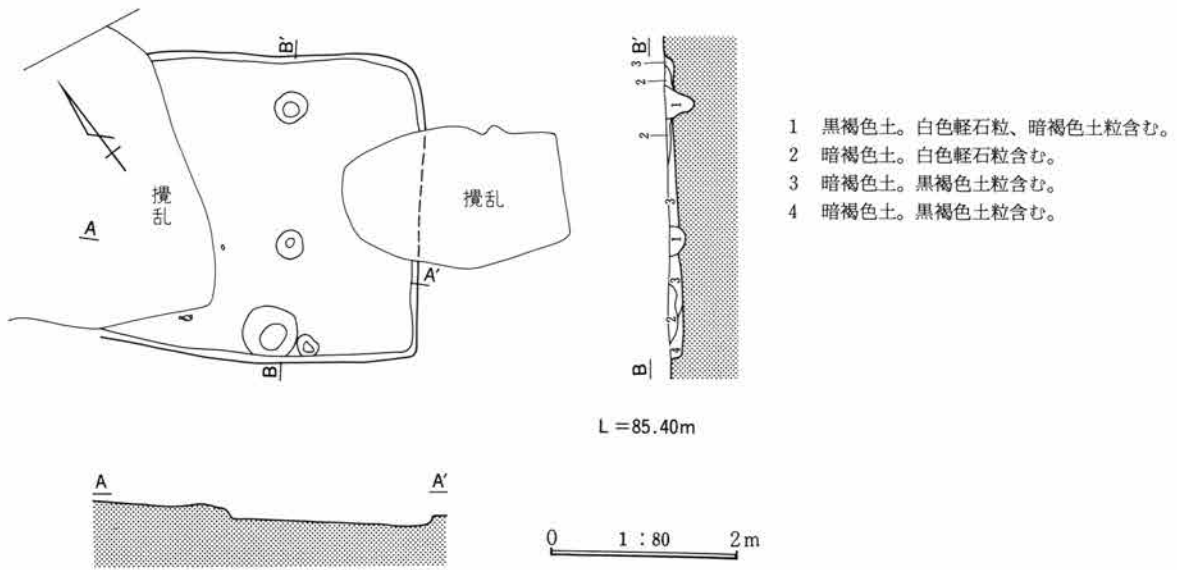 B'
攪乱
A
攪乱
A'
B
B'
3
2
1
2
3
1
3
2
4
B
1 黒褐色土。白色軽石粒、暗褐色土粒含む。
2 暗褐色土。白色軽石粒含む。
3 暗褐色土。黒褐色土粒含む。
4 暗褐色土。黒褐色土粒含む。
L＝85.40m
A
A'
0 1：80 2m